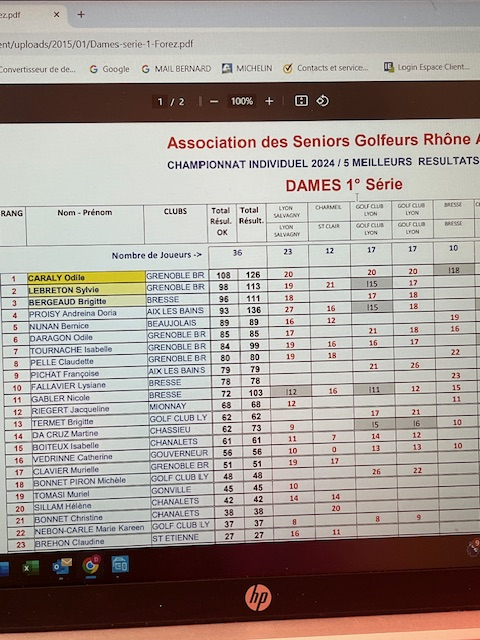 ez.pdf × +
ent/uploads/2015/01/Dames-serie-1-Forez.pdf
Convertisseur de de... Google GMAIL BERNARD MICHELIN Contacts et service... Login Espace Client...
1 / 2 — 100% +
Association des Seniors Golfeurs Rhône A
CHAMPIONNAT INDIVIDUEL 2024 / 5 MEILLEURS RESULTATS
DAMES 1° Série
RANG Nom - Prénom CLUBS Total Résul. OK Total Résult. LYON SALVAGNY CHARMEIL GOLF CLUB LYON GOLF CLUB LYON BRESSE
LYON SALVAGNY ST CLAIR GOLF CLUB LYON GOLF CLUB LYON BRESSE
Nombre de Joueurs -> 36 23 12 17 17 10
1 CARALY Odile GRENOBLE BR 108 126 20 20 20 I18
2 LEBRETON Sylvie GRENOBLE BR 98 113 19 21 I15 17
3 BERGEAUD Brigitte BRESSE 96 111 18 17 18
4 PROISY Andreina Doria AIX LES BAINS 93 136 27 16 I15 18
5 NUNAN Bernice BEAUJOLAIS 89 89 16 12 19
6 DARAGON Odile GRENOBLE BR 85 85 17 21 18 16
7 TOURNACHE Isabelle GRENOBLE BR 84 99 19 16 16 17
8 PELLE Claudette GRENOBLE BR 80 80 19 18 22
9 PICHAT Françoise AIX LES BAINS 79 79 21 26
10 FALLAVIER Lysiane BRESSE 78 78 23
11 GABLER Nicole BRESSE 72 103 I12 16 I11 12 15
12 RIEGERT Jacqueline MIONNAY 68 68 12 11
13 TERMET Brigitte GOLF CLUB LY 62 62 17 21
14 DA CRUZ Martine CHASSIEU 62 73 9 I5 I6 10
15 BOITEUX Isabelle CHANALETS 61 61 11 7 14 12
16 VEDRINNE Catherine GOUVERNEUR 56 56 10 0 13 13 10
17 CLAVIER Murielle GRENOBLE BR 51 51 19 17
18 BONNET PIRON Michèle GOLF CLUB LY 48 48 26 22
19 TOMASI Muriel GONVILLE 45 45 10
20 SILLAM Hélène CHANALETS 42 42 14 14
21 BONNET Christine CHANALETS 38 38 20
22 NEBON-CARLE Marie Kareen GOLF CLUB LY 37 37 8 8 9
23 BREHON Claudine ST ETIENNE 27 27 16 11
hp